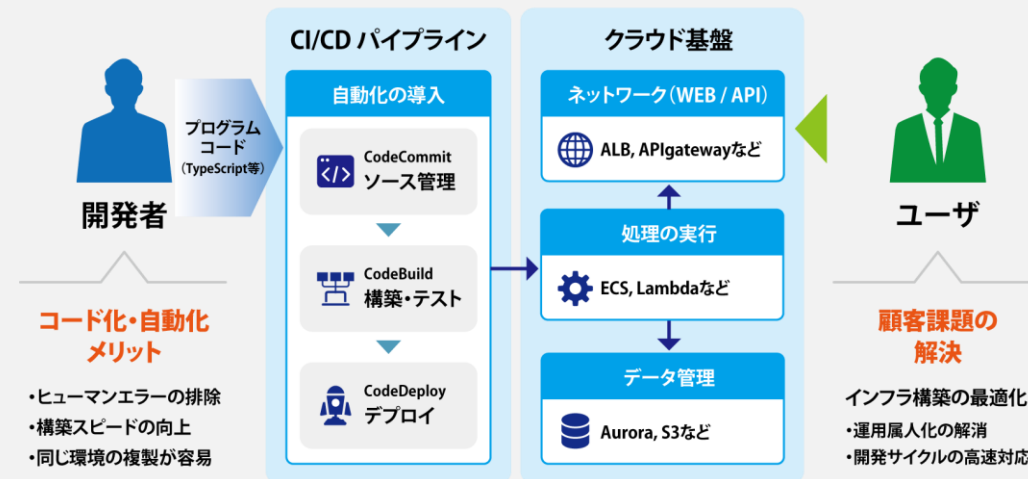 プログラム
コード
(TypeScript等)
開発者
コード化・自動化
メリット
・ヒューマンエラーの排除
・構築スピードの向上
・同じ環境の複製が容易
CI/CD パイプライン
自動化の導入
</>
CodeCommit
ソース管理
CodeBuild
構築・テスト
CodeDeploy
デプロイ
クラウド基盤
ネットワーク(WEB / API)
ALB, APIgatewayなど
処理の実行
ECS, Lambdaなど
データ管理
Aurora, S3など
ユーザ
顧客課題の
解決
インフラ構築の最適化
・運用属人化の解消
・開発サイクルの高速対応